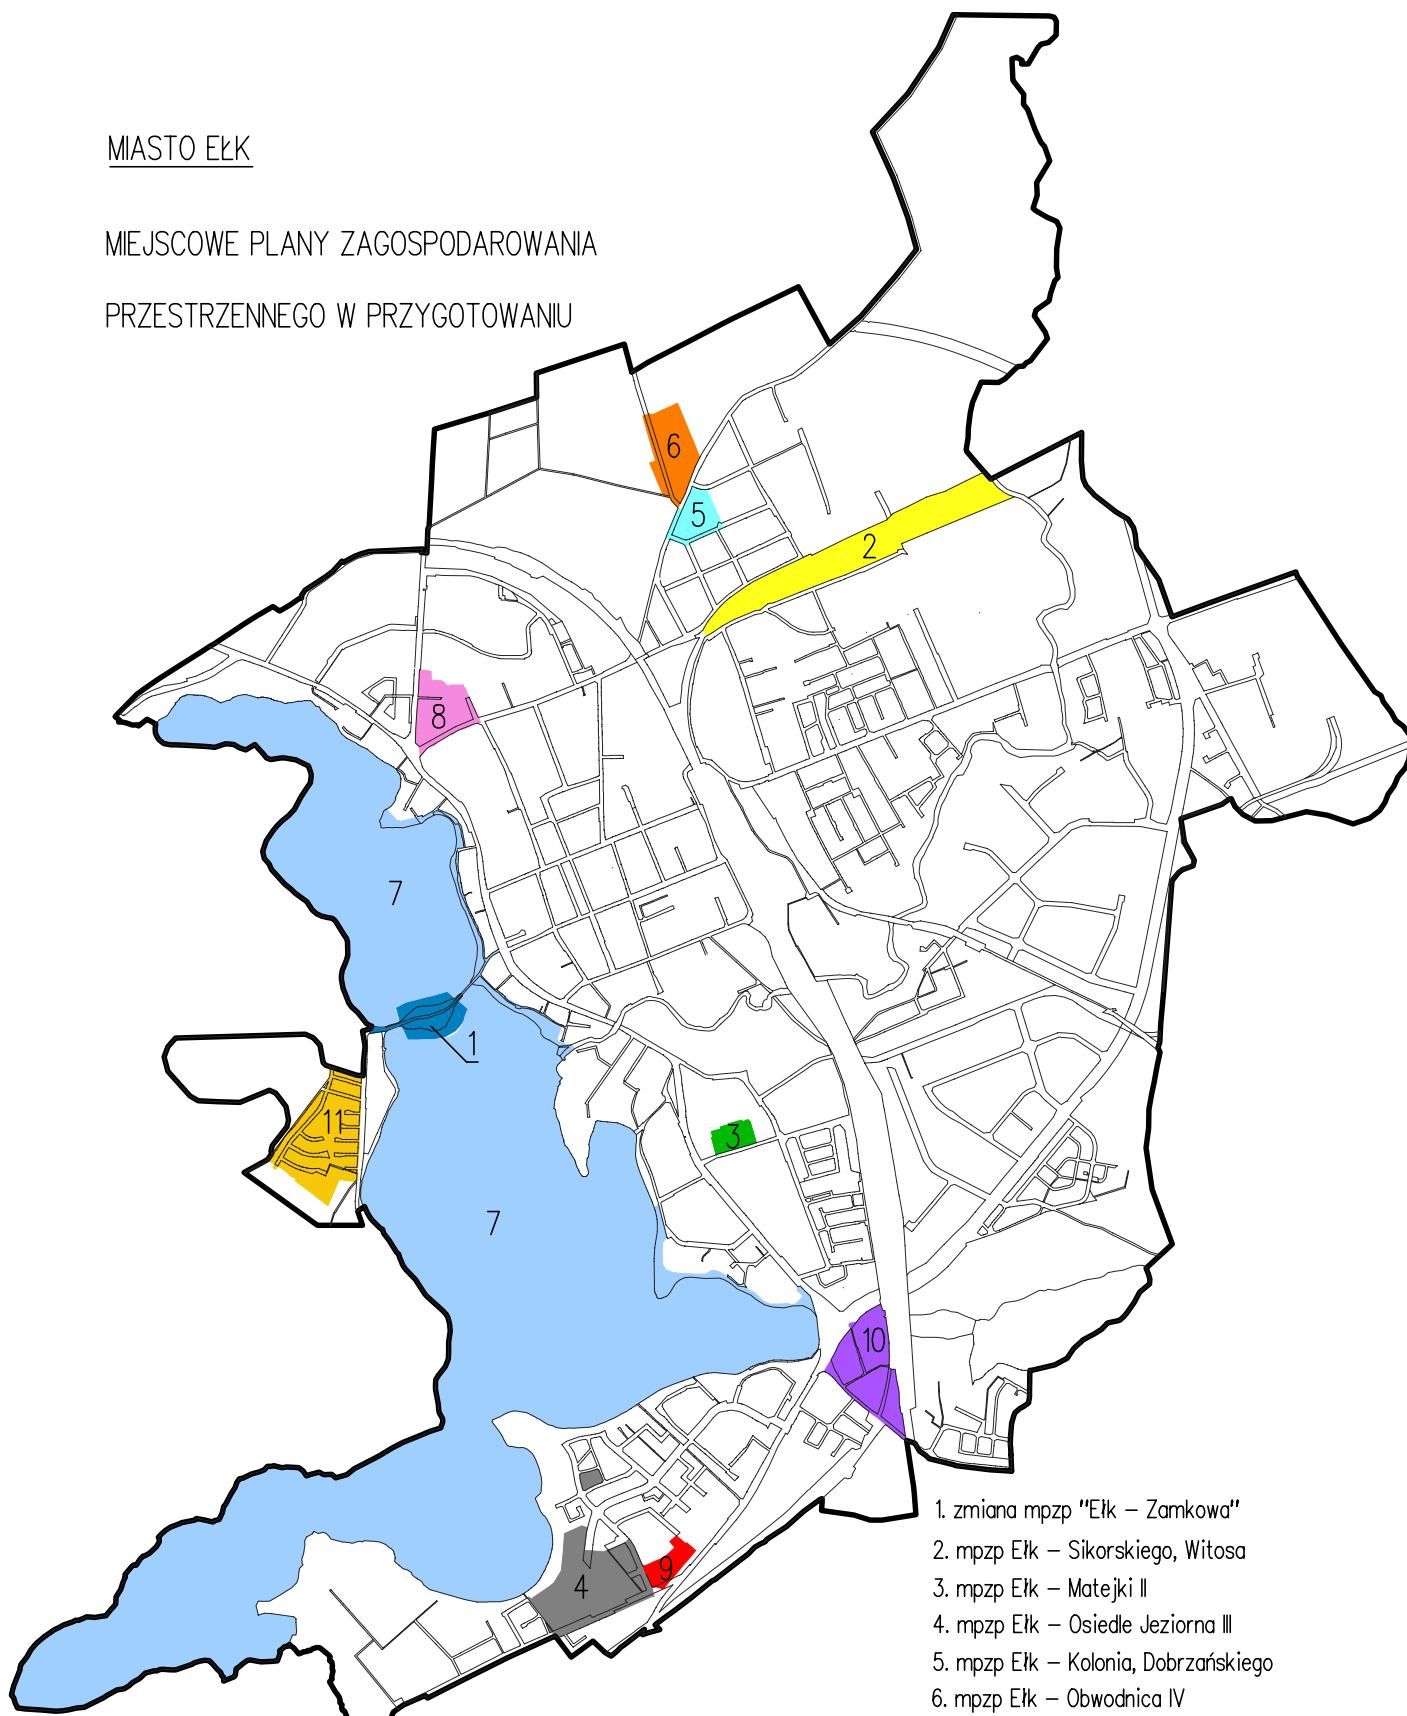 MIASTO EŁK
MIEJSCOWE PLANY ZAGOSPODAROWANIA
PRZESTRZENNEGO W PRZYGOTOWANIU
6
5
2
8
7
1
11
3
7
10
9
4
1. zmiana mpzp "Ełk – Zamkowa"
2. mpzp Ełk – Sikorskiego, Witosa
3. mpzp Ełk – Matejki II
4. mpzp Ełk – Osiedle Jeziorna III
5. mpzp Ełk – Kolonia, Dobrzańskiego
6. mpzp Ełk – Obwodnica IV